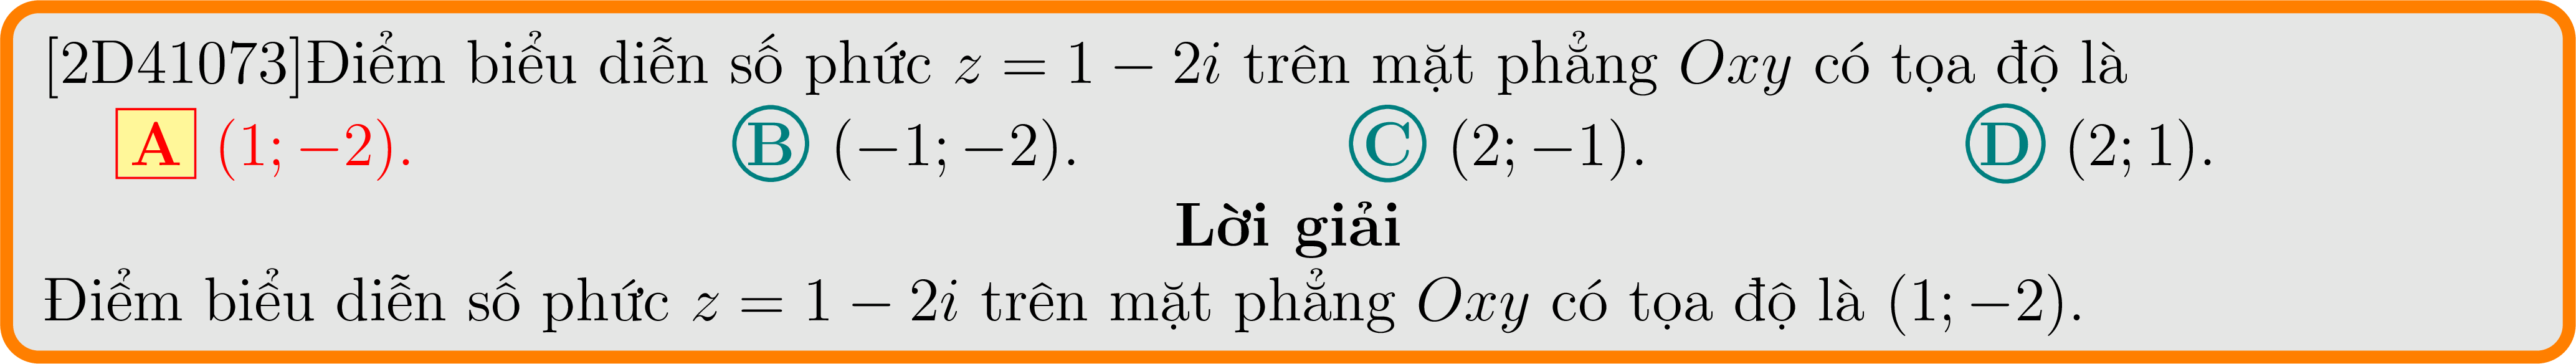 [2D41073]Điểm biểu diễn số phức z = 1 − 2i trên mặt phẳng Oxy có tọa độ là
A (1; −2). B (−1; −2). C (2; −1). D (2; 1).
Lời giải
Điểm biểu diễn số phức z = 1 − 2i trên mặt phẳng Oxy có tọa độ là (1; −2).